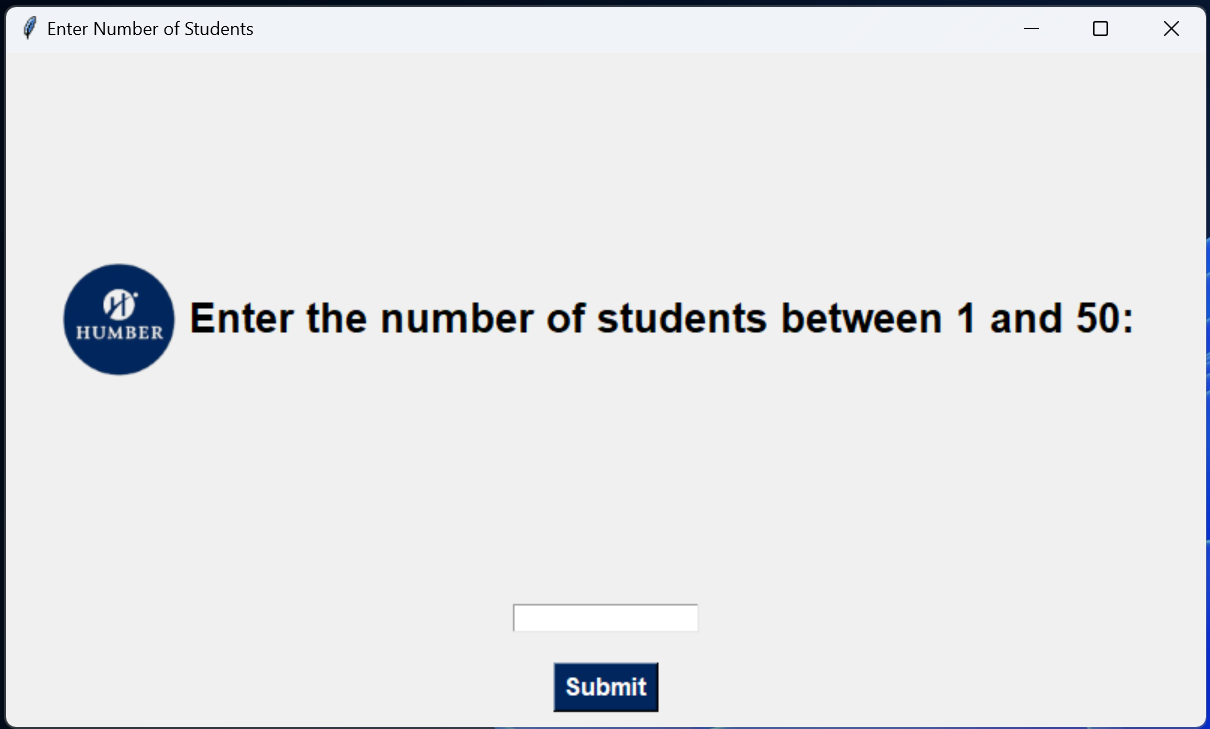 Enter Number of Students
HUMBER
Enter the number of students between 1 and 50:
Submit